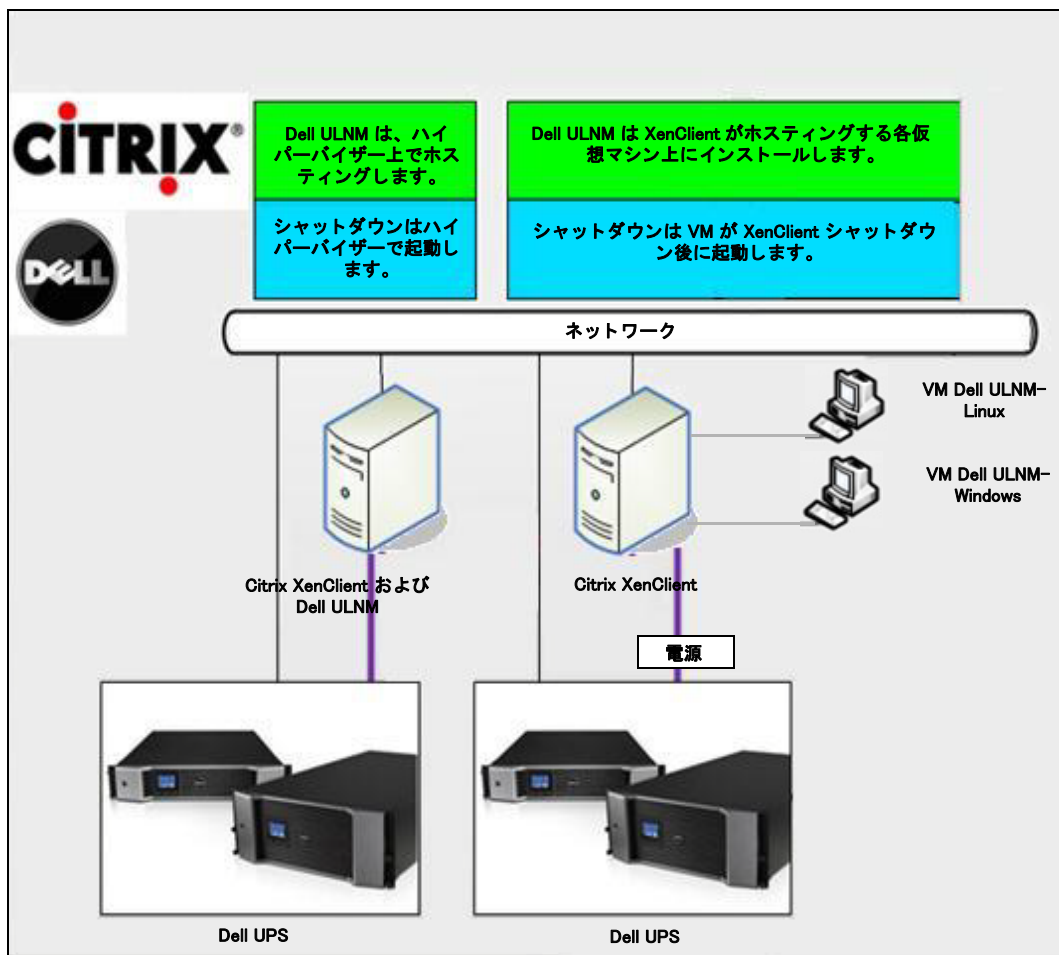 CITRIX®
DELL
Dell ULNM は、ハイ
パーバイザー上でホス
ティングします。
Dell ULNM は XenClient がホスティングする各仮
想マシン上にインストールします。
シャットダウンはハイ
パーバイザーで起動し
ます。
シャットダウンは VM が XenClient シャットダウ
ン後に起動します。
ネットワーク
VM Dell ULNM-
Linux
VM Dell ULNM-
Windows
Citrix XenClient および
Dell ULNM
Citrix XenClient
電源
Dell UPS
Dell UPS